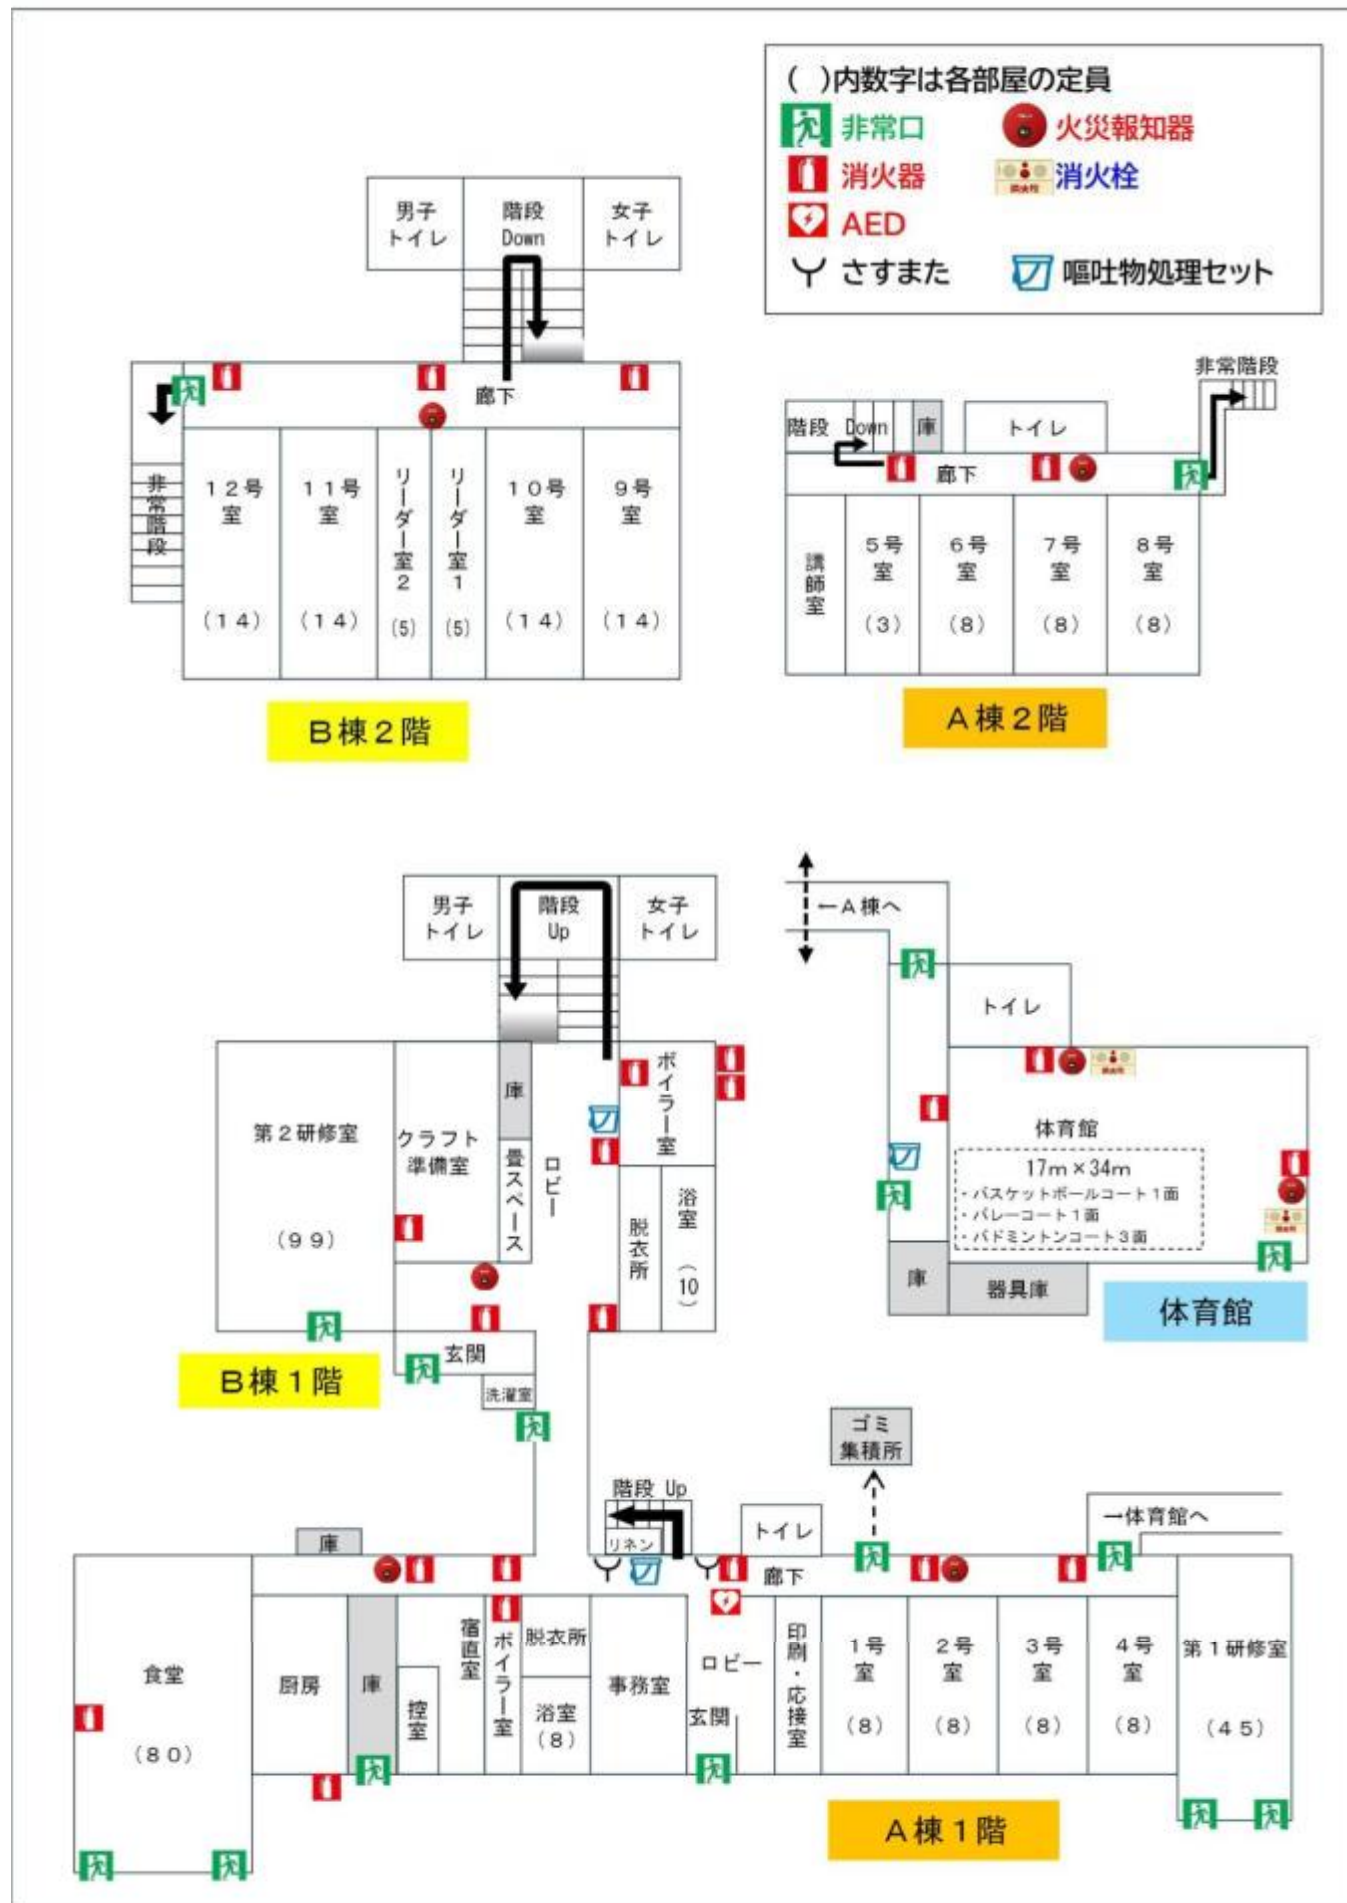 ( )内数字は各部屋の定員
非常口
火災報知器
消火器
消火栓
AED
さすまた
嘔吐物処理セット
男子
トイレ
階段
Down
女子
トイレ
廊下
非常階段
12号
室
(14)
11号
室
(14)
リーダー室2
(5)
リーダー室1
(5)
10号
室
(14)
9号
室
(14)
B棟2階
非常階段
階段 Down
庫
トイレ
廊下
講師室
5号
室
(3)
6号
室
(8)
7号
室
(8)
8号
室
(8)
A棟2階
男子
トイレ
階段
Up
女子
トイレ
第2研修室
(99)
クラフト
準備室
庫
畳スペース
ロビー
ボイラー室
脱衣所
浴室
(10)
玄関
洗濯室
B棟1階
←A棟へ
トイレ
体育館
17m×34m
・バスケットボールコート1面
・バレーコート1面
・バドミントンコート3面
庫
器具庫
体育館
ゴミ
集積所
階段 Up
リネン
トイレ
→体育館へ
庫
廊下
食堂
(80)
厨房
庫
控室
宿直室
ボイラー室
脱衣所
浴室
(8)
事務室
ロビー
玄関
印刷・応接室
1号
室
(8)
2号
室
(8)
3号
室
(8)
4号
室
(8)
第1研修室
(45)
A棟1階